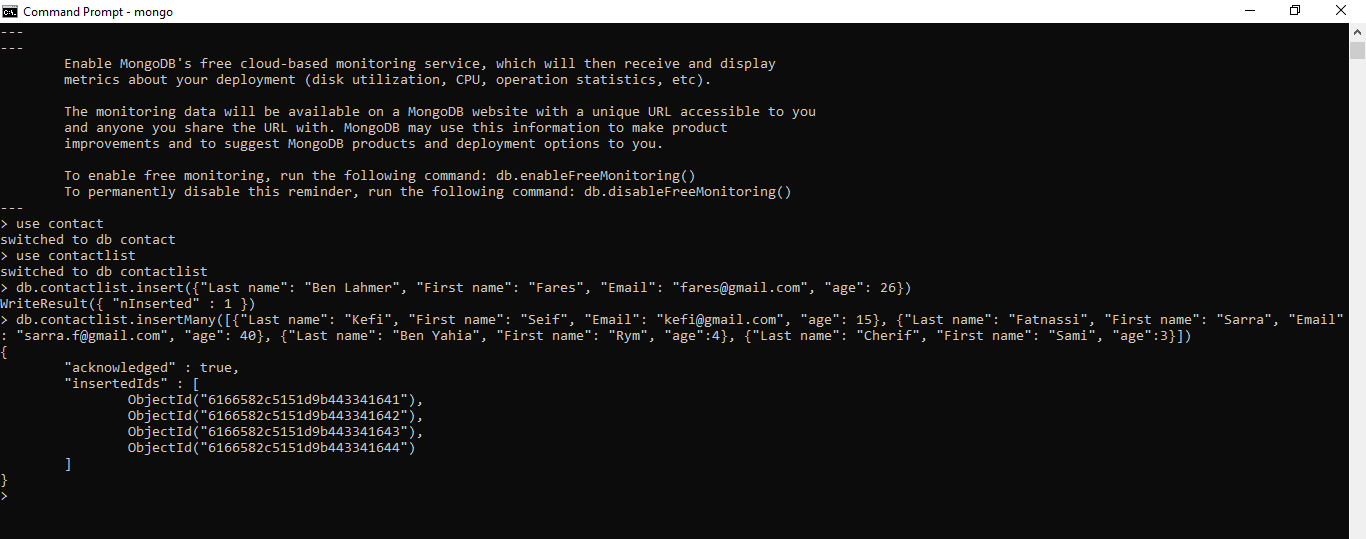 Command Prompt - mongo
---
---
Enable MongoDB's free cloud-based monitoring service, which will then receive and display
metrics about your deployment (disk utilization, CPU, operation statistics, etc).
The monitoring data will be available on a MongoDB website with a unique URL accessible to you
and anyone you share the URL with. MongoDB may use this information to make product
improvements and to suggest MongoDB products and deployment options to you.
To enable free monitoring, run the following command: db.enableFreeMonitoring()
To permanently disable this reminder, run the following command: db.disableFreeMonitoring()
---
> use contact
switched to db contact
> use contactlist
switched to db contactlist
> db.contactlist.insert({"Last name": "Ben Lahmer", "First name": "Fares", "Email": "fares@gmail.com", "age": 26})
WriteResult({ "nInserted" : 1 })
> db.contactlist.insertMany([{"Last name": "Kefi", "First name": "Seif", "Email": "kefi@gmail.com", "age": 15}, {"Last name": "Fatnassi", "First name": "Sarra", "Email"
: "sarra.f@gmail.com", "age": 40}, {"Last name": "Ben Yahia", "First name": "Rym", "age":4}, {"Last name": "Cherif", "First name": "Sami", "age":3}])
{
"acknowledged" : true,
"insertedIds" : [
ObjectId("6166582c5151d9b443341641"),
ObjectId("6166582c5151d9b443341642"),
ObjectId("6166582c5151d9b443341643"),
ObjectId("6166582c5151d9b443341644")
]
}
>